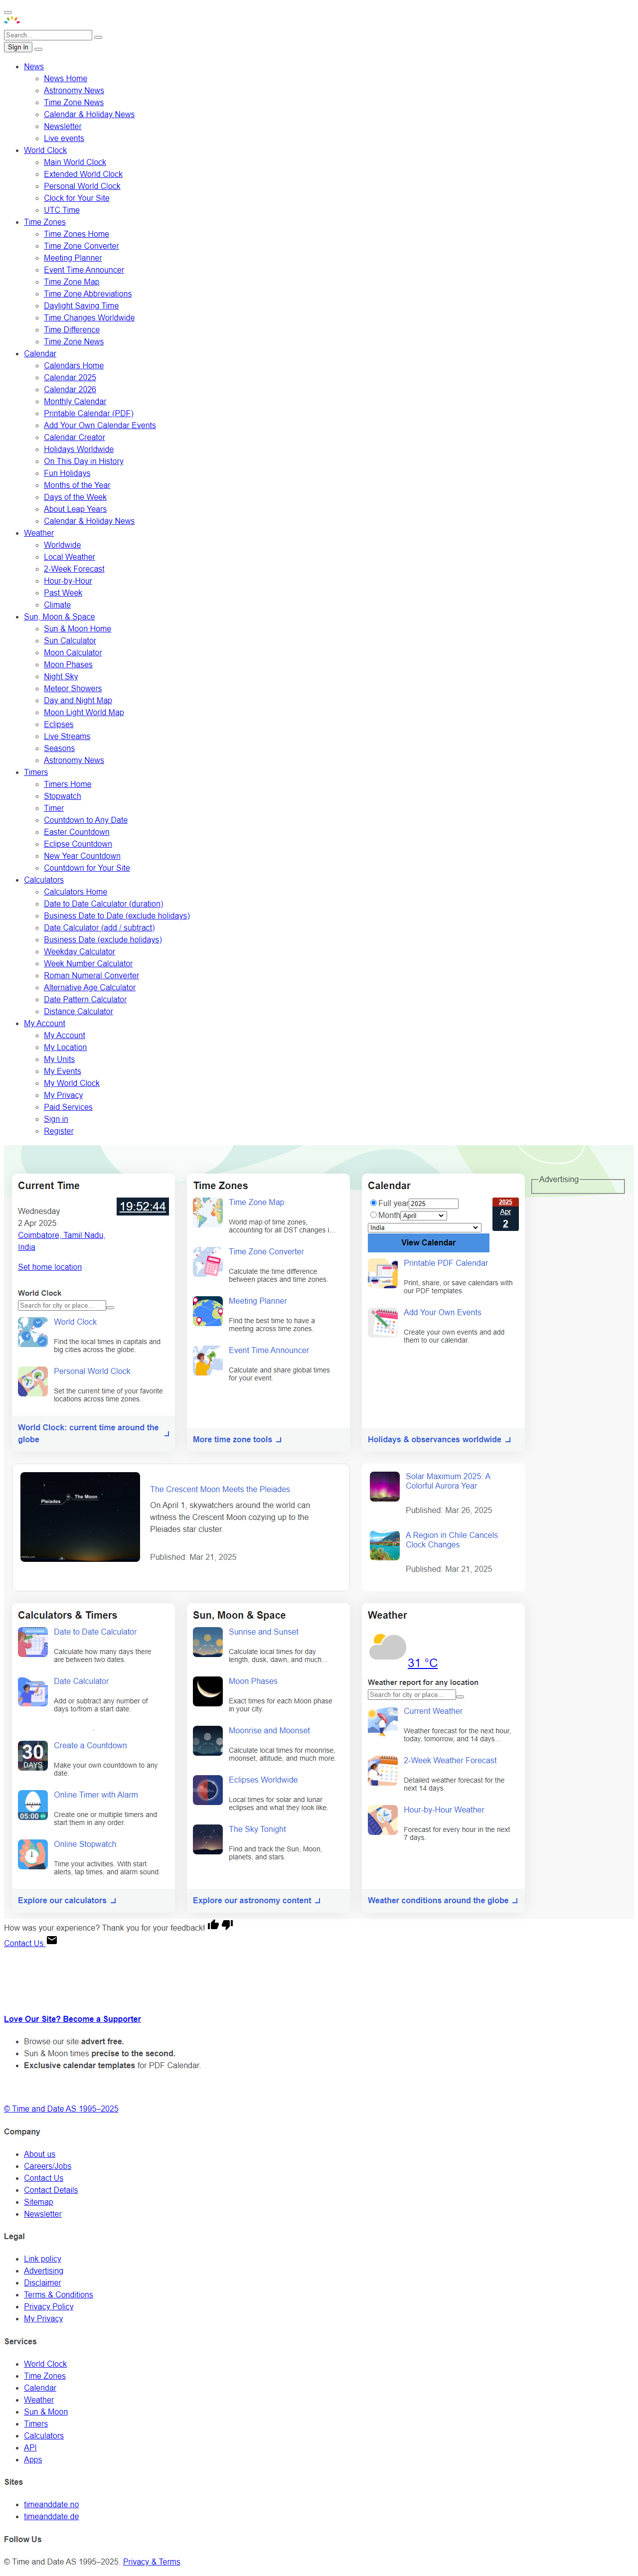 Search...
Sign in
News
News Home
Astronomy News
Time Zone News
Calendar & Holiday News
Newsletter
Live events
World Clock
Main World Clock
Extended World Clock
Personal World Clock
Clock for Your Site
UTC Time
Time Zones
Time Zones Home
Time Zone Converter
Meeting Planner
Event Time Announcer
Time Zone Map
Time Zone Abbreviations
Daylight Saving Time
Time Changes Worldwide
Time Difference
Time Zone News
Calendar
Calendars Home
Calendar 2025
Calendar 2026
Monthly Calendar
Printable Calendar (PDF)
Add Your Own Calendar Events
Calendar Creator
Holidays Worldwide
On This Day in History
Fun Holidays
Months of the Year
Days of the Week
About Leap Years
Calendar & Holiday News
Weather
Worldwide
Local Weather
2-Week Forecast
Hour-by-Hour
Past Week
Climate
Sun, Moon & Space
Sun & Moon Home
Sun Calculator
Moon Calculator
Moon Phases
Night Sky
Meteor Showers
Day and Night Map
Moon Light World Map
Eclipses
Live Streams
Seasons
Astronomy News
Timers
Timers Home
Stopwatch
Timer
Countdown to Any Date
Easter Countdown
Eclipse Countdown
New Year Countdown
Countdown for Your Site
Calculators
Calculators Home
Date to Date Calculator (duration)
Business Date to Date (exclude holidays)
Date Calculator (add / subtract)
Business Date (exclude holidays)
Weekday Calculator
Week Number Calculator
Roman Numeral Converter
Alternative Age Calculator
Date Pattern Calculator
Distance Calculator
My Account
My Account
My Location
My Units
My Events
My World Clock
My Privacy
Paid Services
Sign in
Register
Current Time
19:52:44
Wednesday
2 Apr 2025
Coimbatore, Tamil Nadu,
India
Set home location
World Clock
Search for city or place...
World Clock
Find the local times in capitals and
big cities across the globe.
Personal World Clock
Set the current time of your favorite
locations across time zones.
World Clock: current time around the
globe
Time Zones
Time Zone Map
World map of time zones,
accounting for all DST changes i...
Time Zone Converter
Calculate the time difference
between places and time zones.
Meeting Planner
Find the best time to have a
meeting across time zones.
Event Time Announcer
Calculate and share global times
for your event.
More time zone tools
Calendar
Full year 2025
Month April
India
View Calendar
2025
Apr
2
Printable PDF Calendar
Print, share, or save calendars with
our PDF templates.
Add Your Own Events
Create your own events and add
them to our calendar.
Holidays & observances worldwide
Advertising
Pleiades
The Moon
The Crescent Moon Meets the Pleiades
On April 1, skywatchers around the world can
witness the Crescent Moon cozying up to the
Pleiades star cluster.
Published: Mar 21, 2025
Solar Maximum 2025: A
Colorful Aurora Year
Published: Mar 26, 2025
A Region in Chile Cancels
Clock Changes
Published: Mar 21, 2025
Calculators & Timers
Date to Date Calculator
Calculate how many days there
are between two dates.
Date Calculator
Add or subtract any number of
days to/from a start date.
30
DAYS
Create a Countdown
Make your own countdown to any
date.
05:00
Online Timer with Alarm
Create one or multiple timers and
start them in any order.
Online Stopwatch
Time your activities. With start
alerts, lap times, and alarm sound.
Explore our calculators
Sun, Moon & Space
Sunrise and Sunset
Calculate local times for day
length, dusk, dawn, and much...
Moon Phases
Exact times for each Moon phase
in your city.
Moonrise and Moonset
Calculate local times for moonrise,
moonset, altitude, and much more.
Eclipses Worldwide
Local times for solar and lunar
eclipses and what they look like.
The Sky Tonight
Find and track the Sun, Moon,
planets, and stars.
Explore our astronomy content
Weather
31 °C
Weather report for any location
Search for city or place...
Current Weather
Weather forecast for the next hour,
today, tomorrow, and 14 days...
2-Week Weather Forecast
Detailed weather forecast for the
next 14 days.
Hour-by-Hour Weather
Forecast for every hour in the next
7 days.
Weather conditions around the globe
How was your experience? Thank you for your feedback!
Contact Us
Love Our Site? Become a Supporter
Browse our site advert free.
Sun & Moon times precise to the second.
Exclusive calendar templates for PDF Calendar.
© Time and Date AS 1995–2025
Company
About us
Careers/Jobs
Contact Us
Contact Details
Sitemap
Newsletter
Legal
Link policy
Advertising
Disclaimer
Terms & Conditions
Privacy Policy
My Privacy
Services
World Clock
Time Zones
Calendar
Weather
Sun & Moon
Timers
Calculators
API
Apps
Sites
timeanddate.no
timeanddate.de
Follow Us
© Time and Date AS 1995–2025. Privacy & Terms